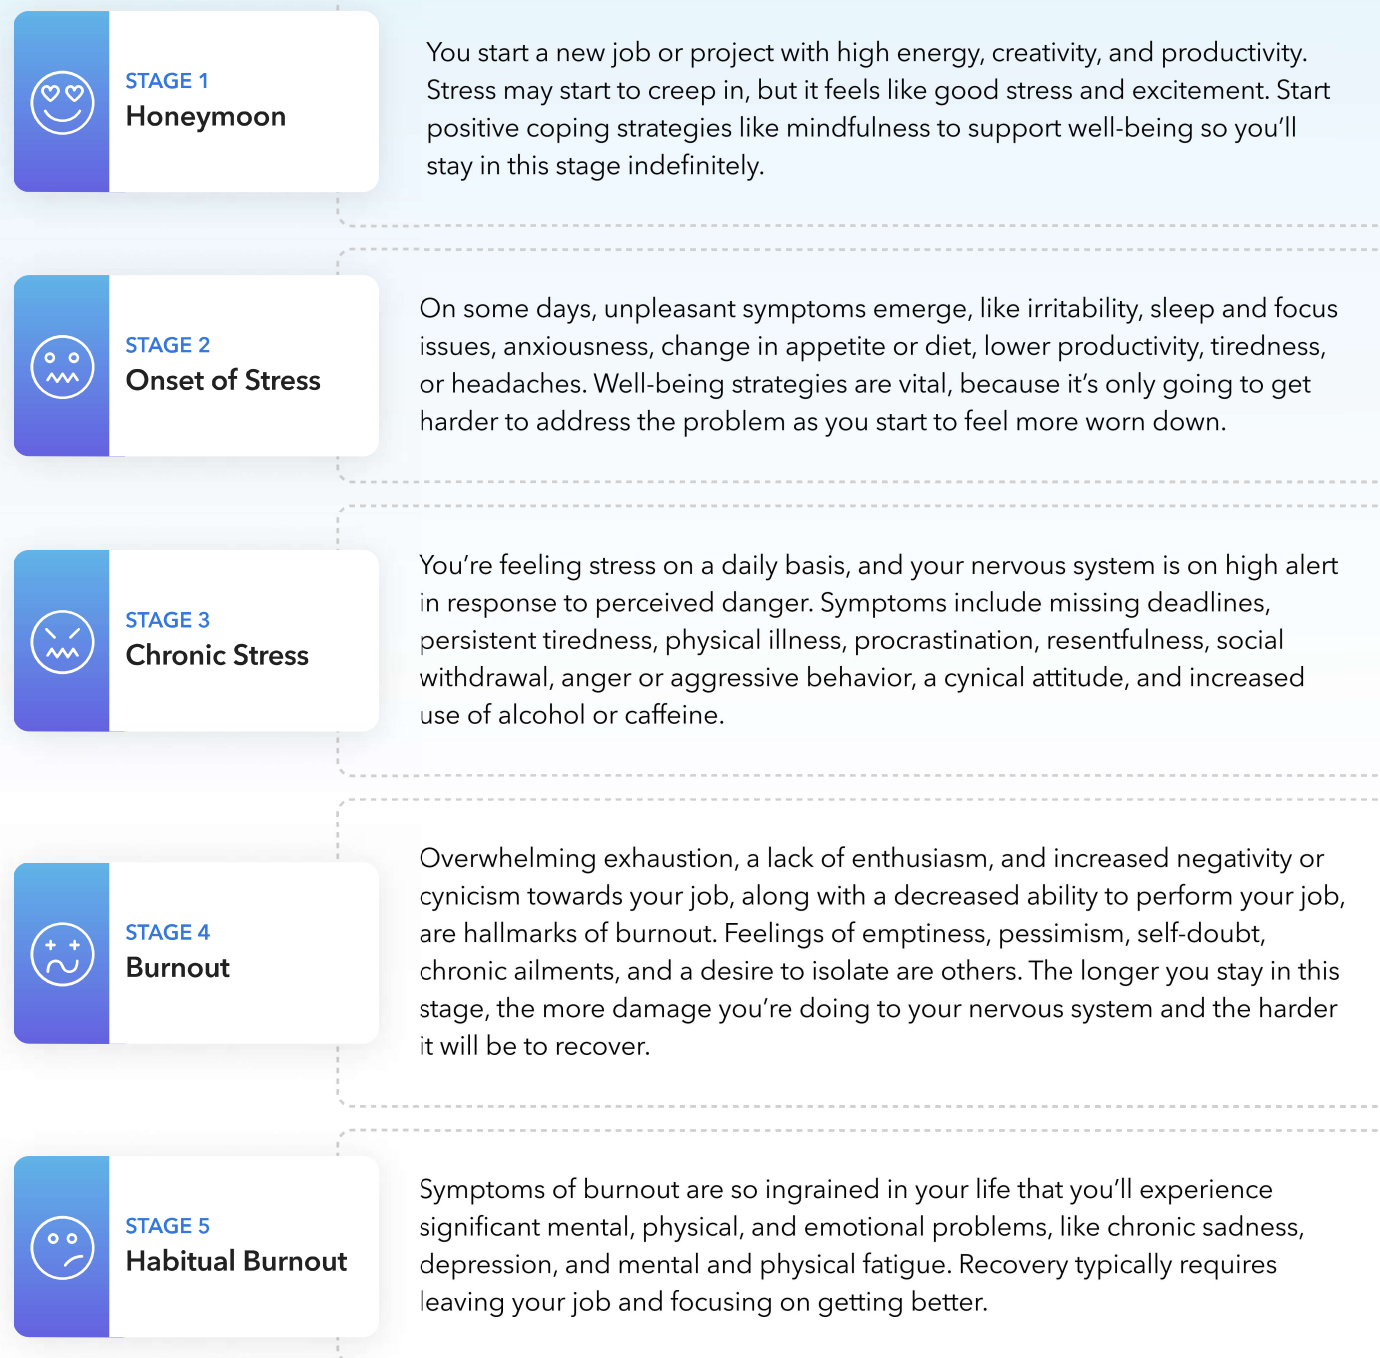 STAGE 1
Honeymoon
You start a new job or project with high energy, creativity, and productivity.
Stress may start to creep in, but it feels like good stress and excitement. Start
positive coping strategies like mindfulness to support well-being so you’ll
stay in this stage indefinitely.
STAGE 2
Onset of Stress
On some days, unpleasant symptoms emerge, like irritability, sleep and focus
issues, anxiousness, change in appetite or diet, lower productivity, tiredness,
or headaches. Well-being strategies are vital, because it’s only going to get
harder to address the problem as you start to feel more worn down.
STAGE 3
Chronic Stress
You’re feeling stress on a daily basis, and your nervous system is on high alert
in response to perceived danger. Symptoms include missing deadlines,
persistent tiredness, physical illness, procrastination, resentfulness, social
withdrawal, anger or aggressive behavior, a cynical attitude, and increased
use of alcohol or caffeine.
STAGE 4
Burnout
Overwhelming exhaustion, a lack of enthusiasm, and increased negativity or
cynicism towards your job, along with a decreased ability to perform your job,
are hallmarks of burnout. Feelings of emptiness, pessimism, self-doubt,
chronic ailments, and a desire to isolate are others. The longer you stay in this
stage, the more damage you’re doing to your nervous system and the harder
it will be to recover.
STAGE 5
Habitual Burnout
Symptoms of burnout are so ingrained in your life that you’ll experience
significant mental, physical, and emotional problems, like chronic sadness,
depression, and mental and physical fatigue. Recovery typically requires
leaving your job and focusing on getting better.